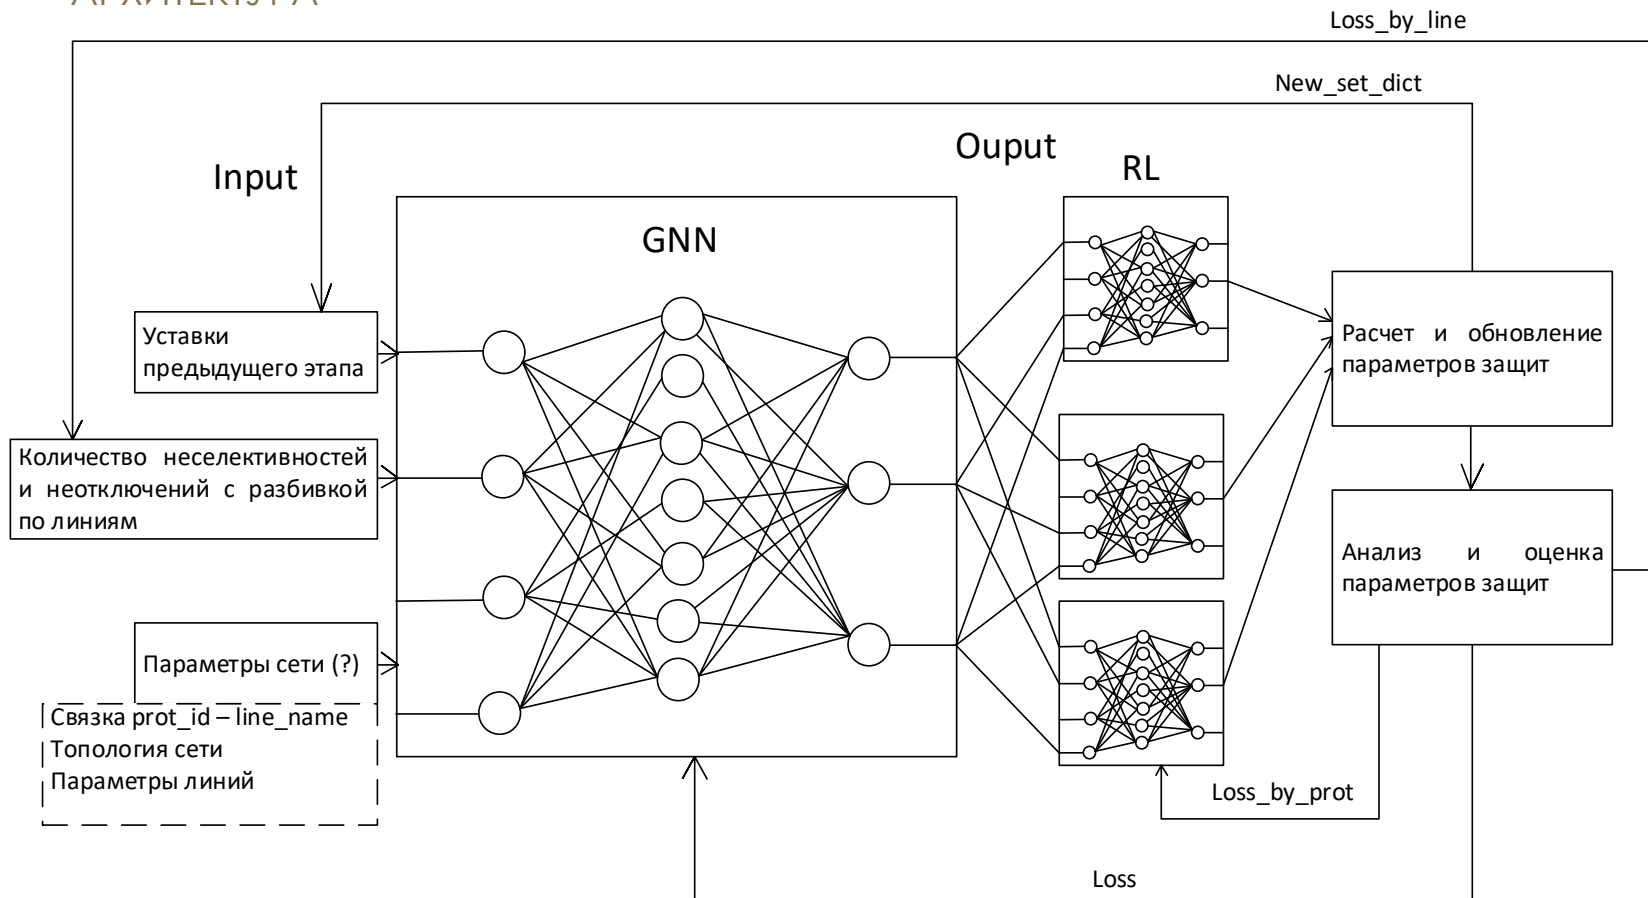 Loss_by_line
New_set_dict
Ouput
Input
RL
GNN
Уставки
предыдущего этапа
Расчет и обновление
параметров защит
Количество неселективностей
и неотключений с разбивкой
по линиям
Анализ и оценка
параметров защит
Параметры сети (?)
Связка prot_id – line_name
Топология сети
Параметры линий
Loss_by_prot
Loss